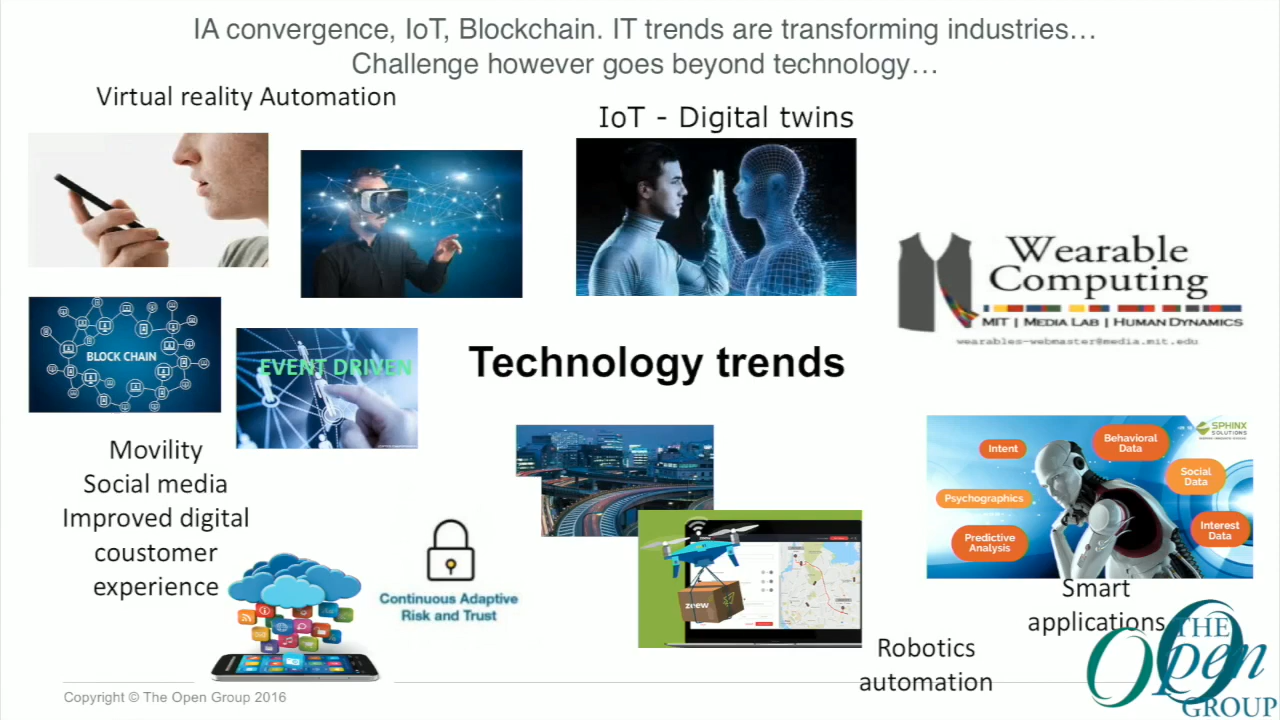 IA convergence, IoT, Blockchain. IT trends are transforming industries…
Challenge however goes beyond technology…
Virtual reality Automation
IoT - Digital twins
Wearable
Computing
MIT | MEDIA LAB | HUMAN DYNAMICS
wearables-webmaster@media.mit.edu
BLOCK CHAIN
EVENT DRIVEN
Technology trends
Movility
Social media
Improved digital
coustomer
experience
Continuous Adaptive
Risk and Trust
zeew
SPHINX
SOLUTIONS
Intent
Behavioral
Data
Social
Data
Psychographics
Interest
Data
Predictive
Analysis
Smart
applications
Robotics
automation
THE
Open
GROUP
Copyright © The Open Group 2016